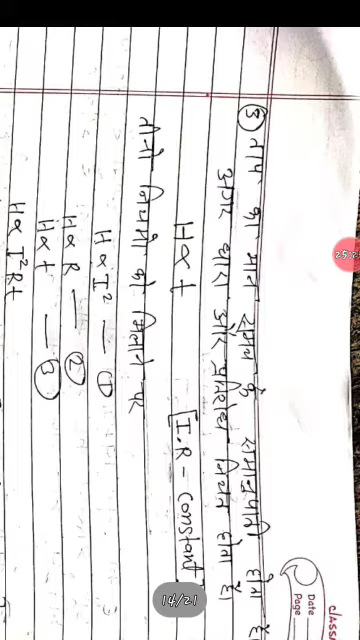 CLASS
Date
Page
③ ताप का मान समय के समानुपाती होता है
अगर धारा और प्रतिरोध नियत होता है।
H∝t [I.R - constant]
तीनो नियमो को मिलाने पर
H∝I² — ①
H∝R — ②
H∝t — ③
H∝I²Rt
14/21